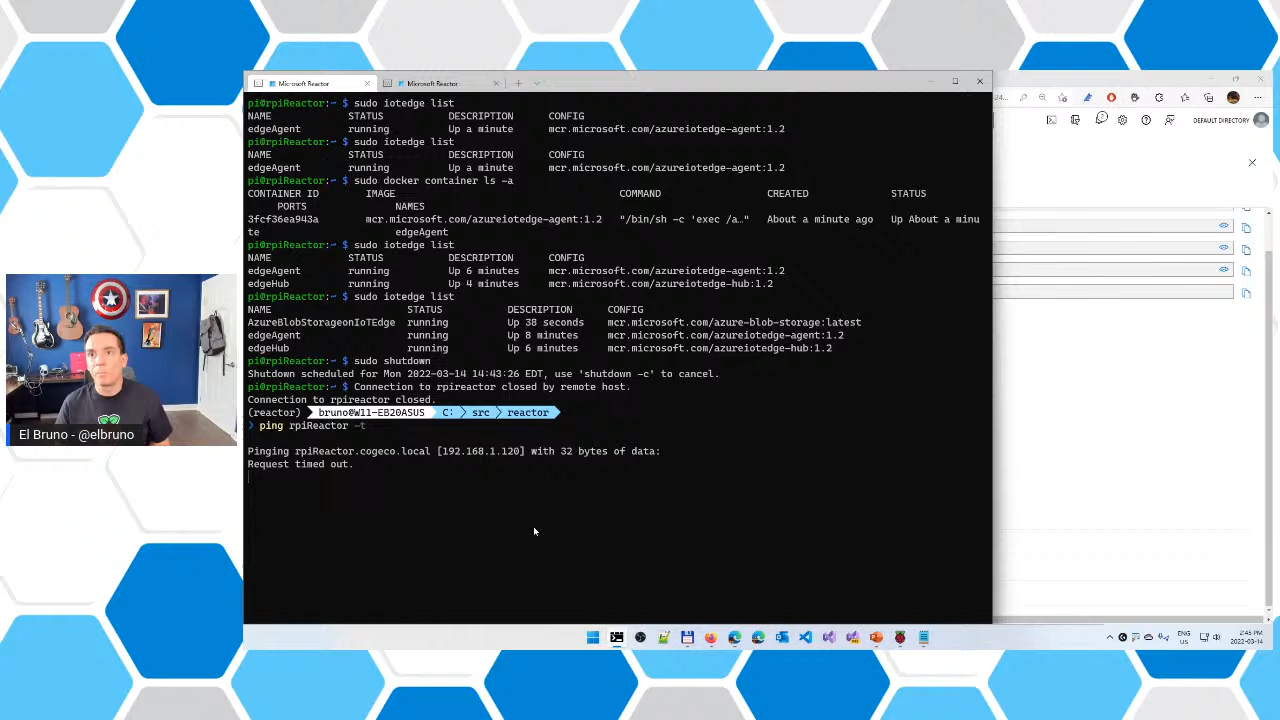 Microsoft Reactor
Microsoft Reactor
pi@rpiReactor:~ $ sudo iotedge list
NAME STATUS DESCRIPTION CONFIG
edgeAgent running Up a minute mcr.microsoft.com/azureiotedge-agent:1.2
pi@rpiReactor:~ $ sudo iotedge list
NAME STATUS DESCRIPTION CONFIG
edgeAgent running Up a minute mcr.microsoft.com/azureiotedge-agent:1.2
pi@rpiReactor:~ $ sudo docker container ls -a
CONTAINER ID IMAGE COMMAND CREATED STATUS
PORTS NAMES
3fcf36ea943a mcr.microsoft.com/azureiotedge-agent:1.2 "/bin/sh -c 'exec /a…" About a minute ago Up About a minu
te edgeAgent
pi@rpiReactor:~ $ sudo iotedge list
NAME STATUS DESCRIPTION CONFIG
edgeAgent running Up 6 minutes mcr.microsoft.com/azureiotedge-agent:1.2
edgeHub running Up 4 minutes mcr.microsoft.com/azureiotedge-hub:1.2
pi@rpiReactor:~ $ sudo iotedge list
NAME STATUS DESCRIPTION CONFIG
AzureBlobStorageonIoTEdge running Up 38 seconds mcr.microsoft.com/azure-blob-storage:latest
edgeAgent running Up 8 minutes mcr.microsoft.com/azureiotedge-agent:1.2
edgeHub running Up 6 minutes mcr.microsoft.com/azureiotedge-hub:1.2
pi@rpiReactor:~ $ sudo shutdown
Shutdown scheduled for Mon 2022-03-14 14:43:26 EDT, use 'shutdown -c' to cancel.
pi@rpiReactor:~ $ Connection to rpireactor closed by remote host.
Connection to rpireactor closed.
(reactor) bruno@W11-EB20ASUS C: src reactor
❯ ping rpiReactor -t
Pinging rpiReactor.cogeco.local [192.168.1.120] with 32 bytes of data:
Request timed out.
24...
DEFAULT DIRECTORY
El Bruno - @elbruno
ENG
US
2:45 PM
2022-03-14